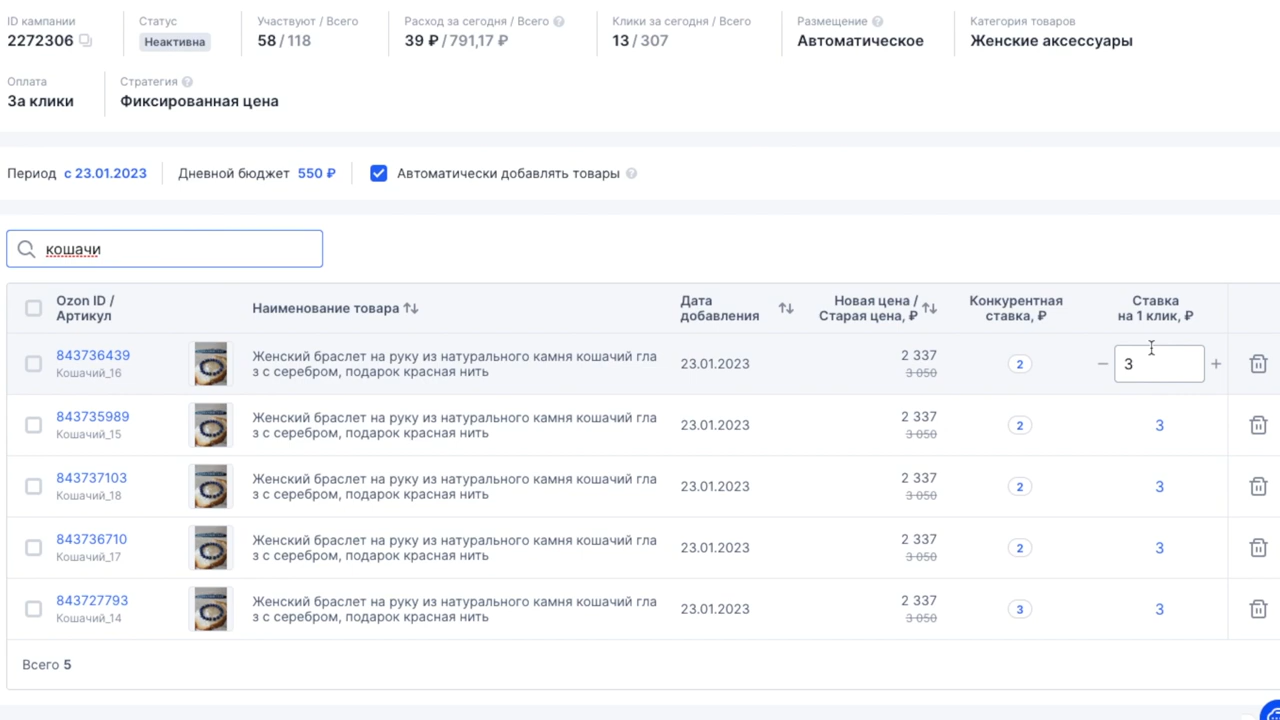 ID кампании
2272306
Статус
Неактивна
Участвуют / Всего
58 / 118
Расход за сегодня / Всего
39 ₽ / 791,17 ₽
Клики за сегодня / Всего
13 / 307
Размещение
Автоматическое
Категория товаров
Женские аксессуары
Оплата
За клики
Стратегия
Фиксированная цена
Период с 23.01.2023
Дневной бюджет 550 ₽
Автоматически добавлять товары
кошачи
Ozon ID /
Артикул
Наименование товара
Дата
добавления
Новая цена /
Старая цена, ₽
Конкурентная
ставка, ₽
Ставка
на 1 клик, ₽
843736439
Кошачий_16
Женский браслет на руку из натурального камня кошачий гла
з с серебром, подарок красная нить
23.01.2023
2 337
3 050
2
3
843735989
Кошачий_15
Женский браслет на руку из натурального камня кошачий гла
з с серебром, подарок красная нить
23.01.2023
2 337
3 050
2
3
843737103
Кошачий_18
Женский браслет на руку из натурального камня кошачий гла
з с серебром, подарок красная нить
23.01.2023
2 337
3 050
2
3
843736710
Кошачий_17
Женский браслет на руку из натурального камня кошачий гла
з с серебром, подарок красная нить
23.01.2023
2 337
3 050
2
3
843727793
Кошачий_14
Женский браслет на руку из натурального камня кошачий гла
з с серебром, подарок красная нить
23.01.2023
2 337
3 050
3
3
Всего 5